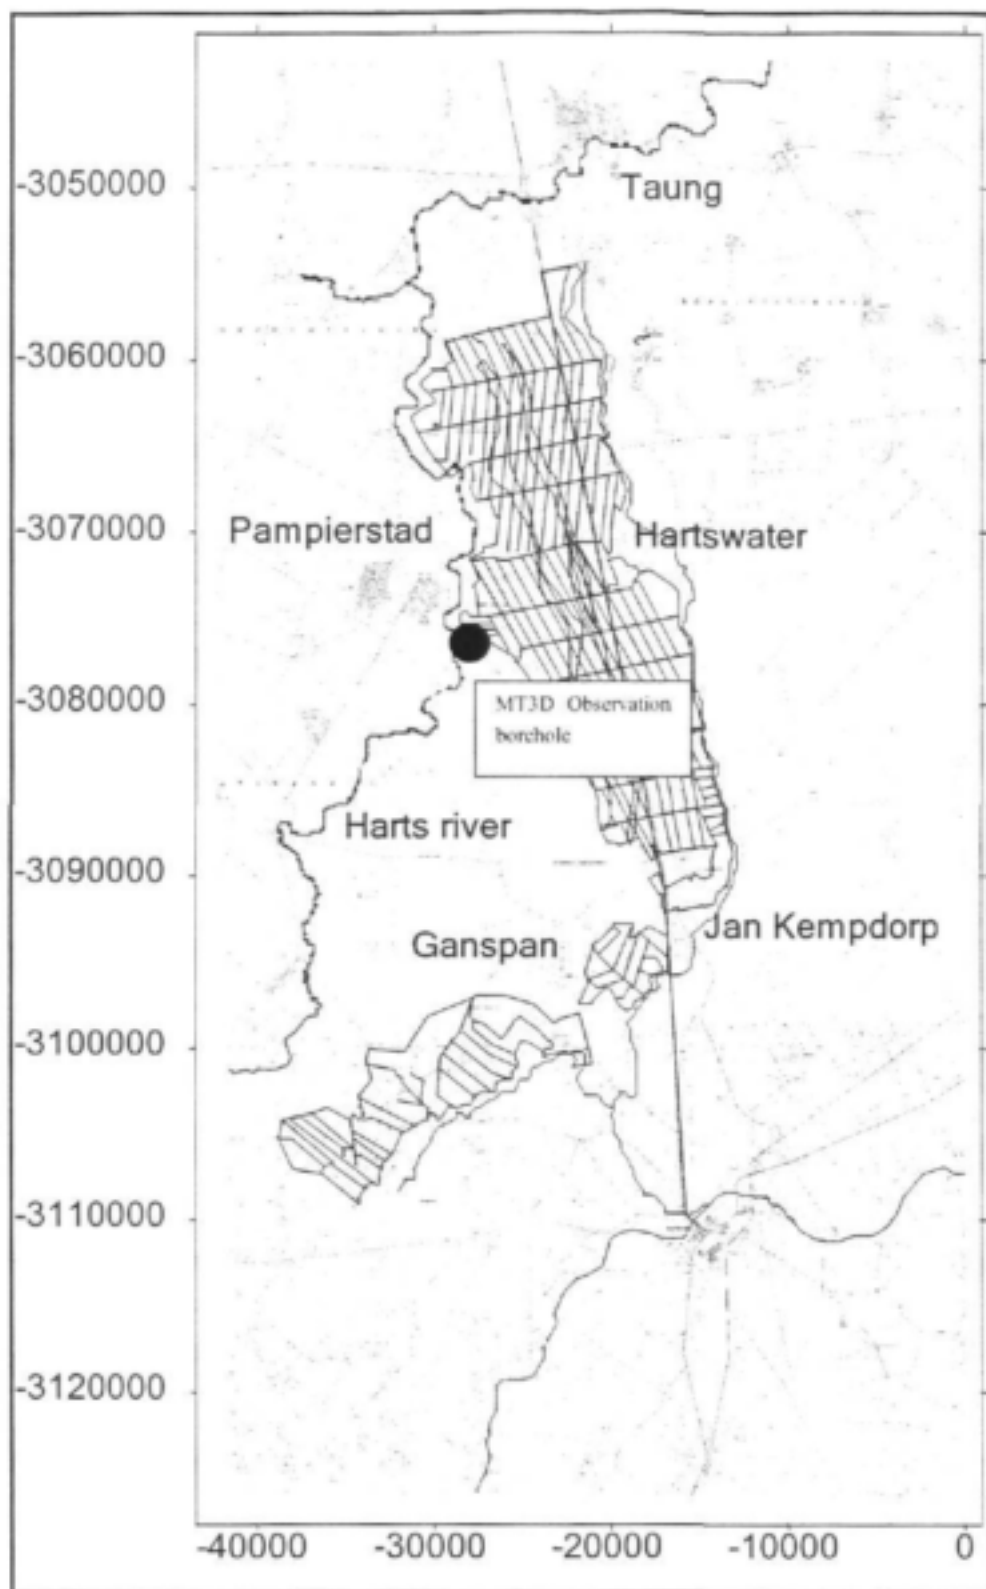 -3050000
Taung
-3060000
-3070000
Pampierstad
Hartswater
-3080000
MT3D Observation
borehole
Harts river
-3090000
Jan Kempdorp
Ganspan
-3100000
-3110000
-3120000
-40000
-30000
-20000
-10000
0